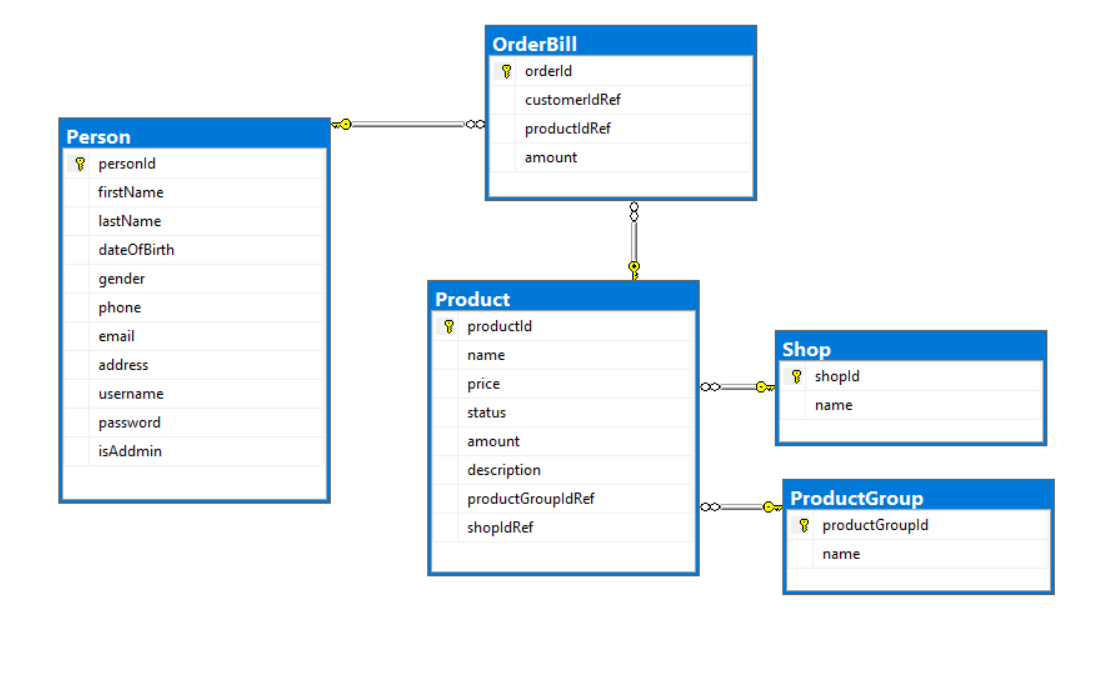 OrderBill
orderId
customerIdRef
productIdRef
amount
Person
personId
firstName
lastName
dateOfBirth
gender
phone
email
address
username
password
isAddmin
Product
productId
name
price
status
amount
description
productGroupIdRef
shopIdRef
Shop
shopId
name
ProductGroup
productGroupId
name